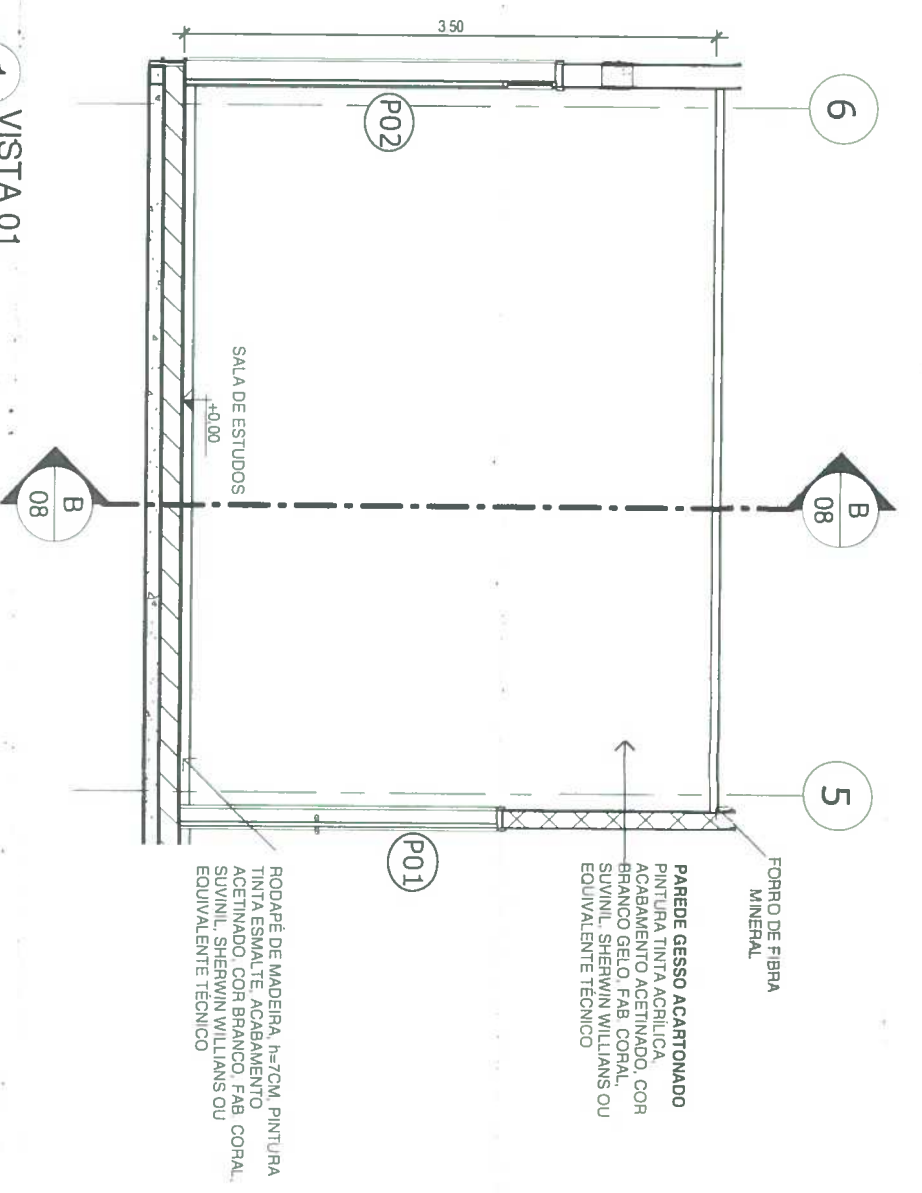 3 50
6
5
P02
P01
B
08
B
08
SALA DE ESTUDOS
+0,00
FORRO DE FIBRA
MINERAL
PAREDE GESSO ACARTONADO
PINTURA TINTA ACRÍLICA,
ACABAMENTO ACETINADO, COR
BRANCO GELO, FAB. CORAL,
SUVINIL, SHERWIN WILLIANS OU
EQUIVALENTE TÉCNICO
RODAPÉ DE MADEIRA, h=7CM, PINTURA
TINTA ESMALTE, ACABAMENTO
ACETINADO, COR BRANCO, FAB. CORAL,
SUVINIL, SHERWIN WILLIANS OU
EQUIVALENTE TÉCNICO
1 VISTA 01